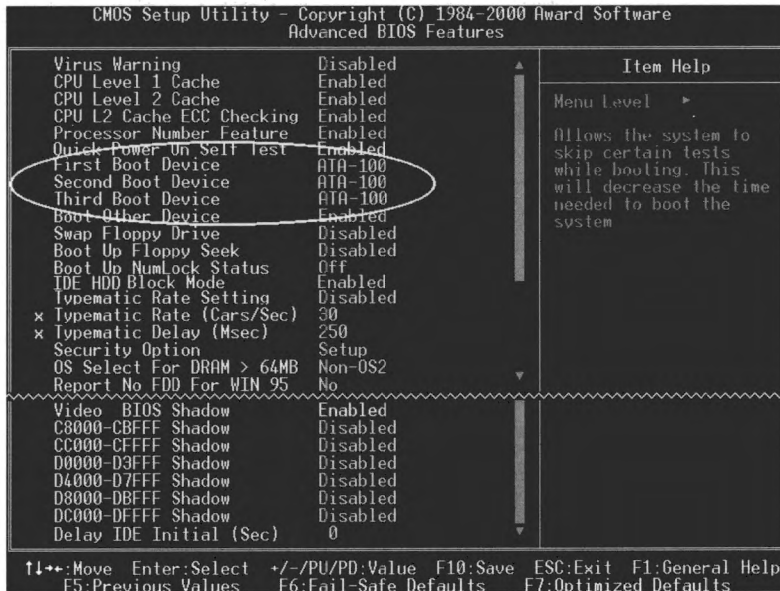 CMOS Setup Utility - Copyright (C) 1984-2000 Award Software
Advanced BIOS Features
Virus Warning Disabled
CPU Level 1 Cache Enabled
CPU Level 2 Cache Enabled
CPU L2 Cache ECC Checking Enabled
Processor Number Feature Enabled
Quick Power On Self Test Enabled
First Boot Device ATA-100
Second Boot Device ATA-100
Third Boot Device ATA-100
Boot Other Device Enabled
Swap Floppy Drive Disabled
Boot Up Floppy Seek Disabled
Boot Up NumLock Status Off
IDE HDD Block Mode Enabled
Typematic Rate Setting Disabled
x Typematic Rate (Cars/Sec) 30
x Typematic Delay (Msec) 250
Security Option Setup
OS Select For DRAM > 64MB Non-OS2
Report No FDD For WIN 95 No
Video BIOS Shadow Enabled
C8000-CBFFF Shadow Disabled
CC000-CFFFF Shadow Disabled
D0000-D3FFF Shadow Disabled
D4000-D7FFF Shadow Disabled
D8000-DBFFF Shadow Disabled
DC000-DFFFF Shadow Disabled
Delay IDE Initial (Sec) 0
Item Help
Menu Level ►
Allows the system to
skip certain tests
while booting. This
will decrease the time
needed to boot the
system
↑↓→←:Move Enter:Select +/-/PU/PD:Value F10:Save ESC:Exit F1:General Help
F5:Previous Values F6:Fail-Safe Defaults F7:Optimized Defaults